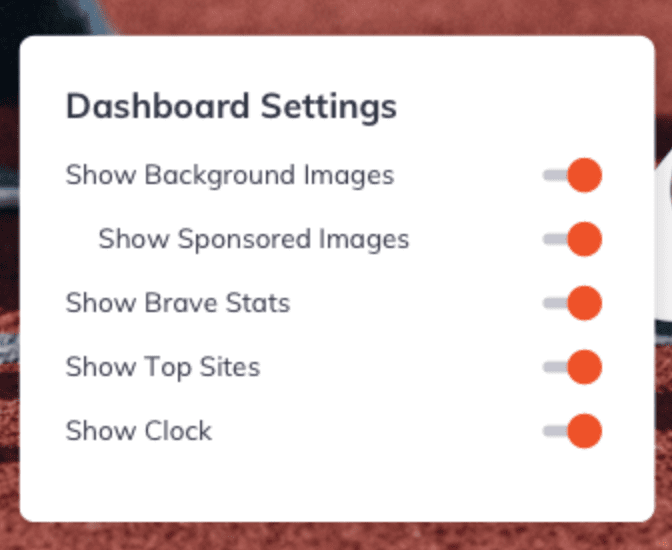 Dashboard Settings
Show Background Images
Show Sponsored Images
Show Brave Stats
Show Top Sites
Show Clock